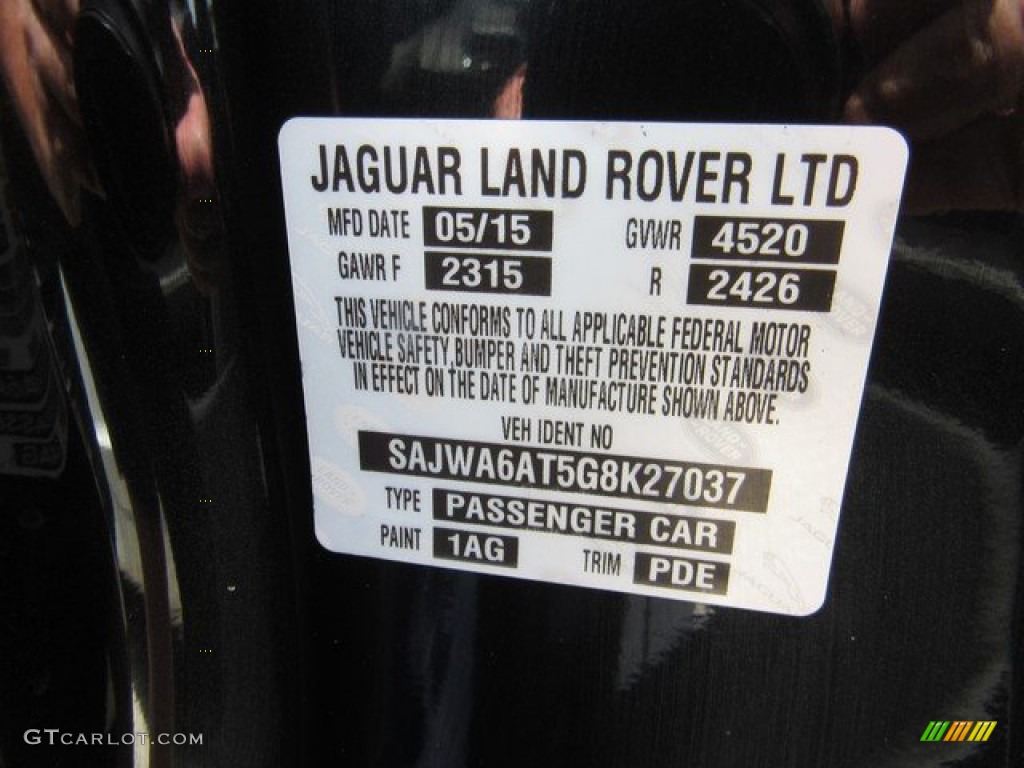 JAGUAR LAND ROVER LTD
MFD DATE 05/15 GVWR 4520
GAWR F 2315 R 2426
THIS VEHICLE CONFORMS TO ALL APPLICABLE FEDERAL MOTOR
VEHICLE SAFETY, BUMPER AND THEFT PREVENTION STANDARDS
IN EFFECT ON THE DATE OF MANUFACTURE SHOWN ABOVE.
VEH IDENT NO
SAJWA6AT5G8K27037
TYPE PASSENGER CAR
PAINT 1AG TRIM PDE
GTCARLOT.COM